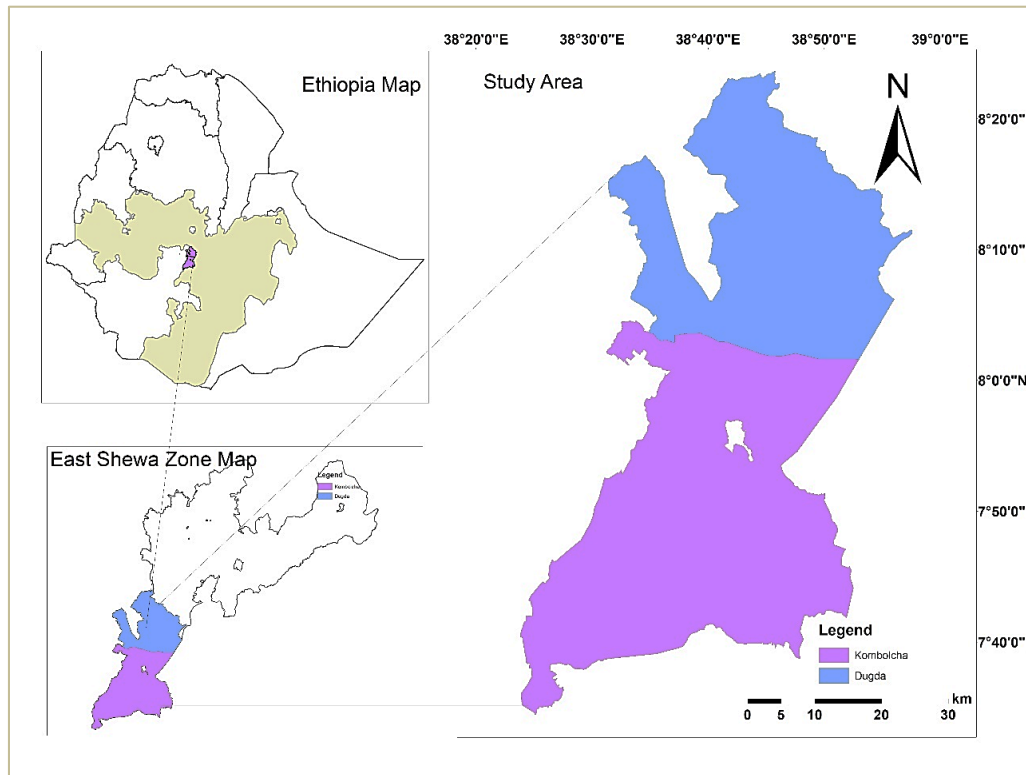 38°20'0"E 38°30'0"E 38°40'0"E 38°50'0"E 39°0'0"E
Ethiopia Map
Study Area
N
8°20'0"
8°10'0"
8°0'0"N
7°50'0"
7°40'0"
East Shewa Zone Map
Legend
Kombolcha
Dugda
Legend
Kombolcha
Dugda
km
0 5 10 20 30